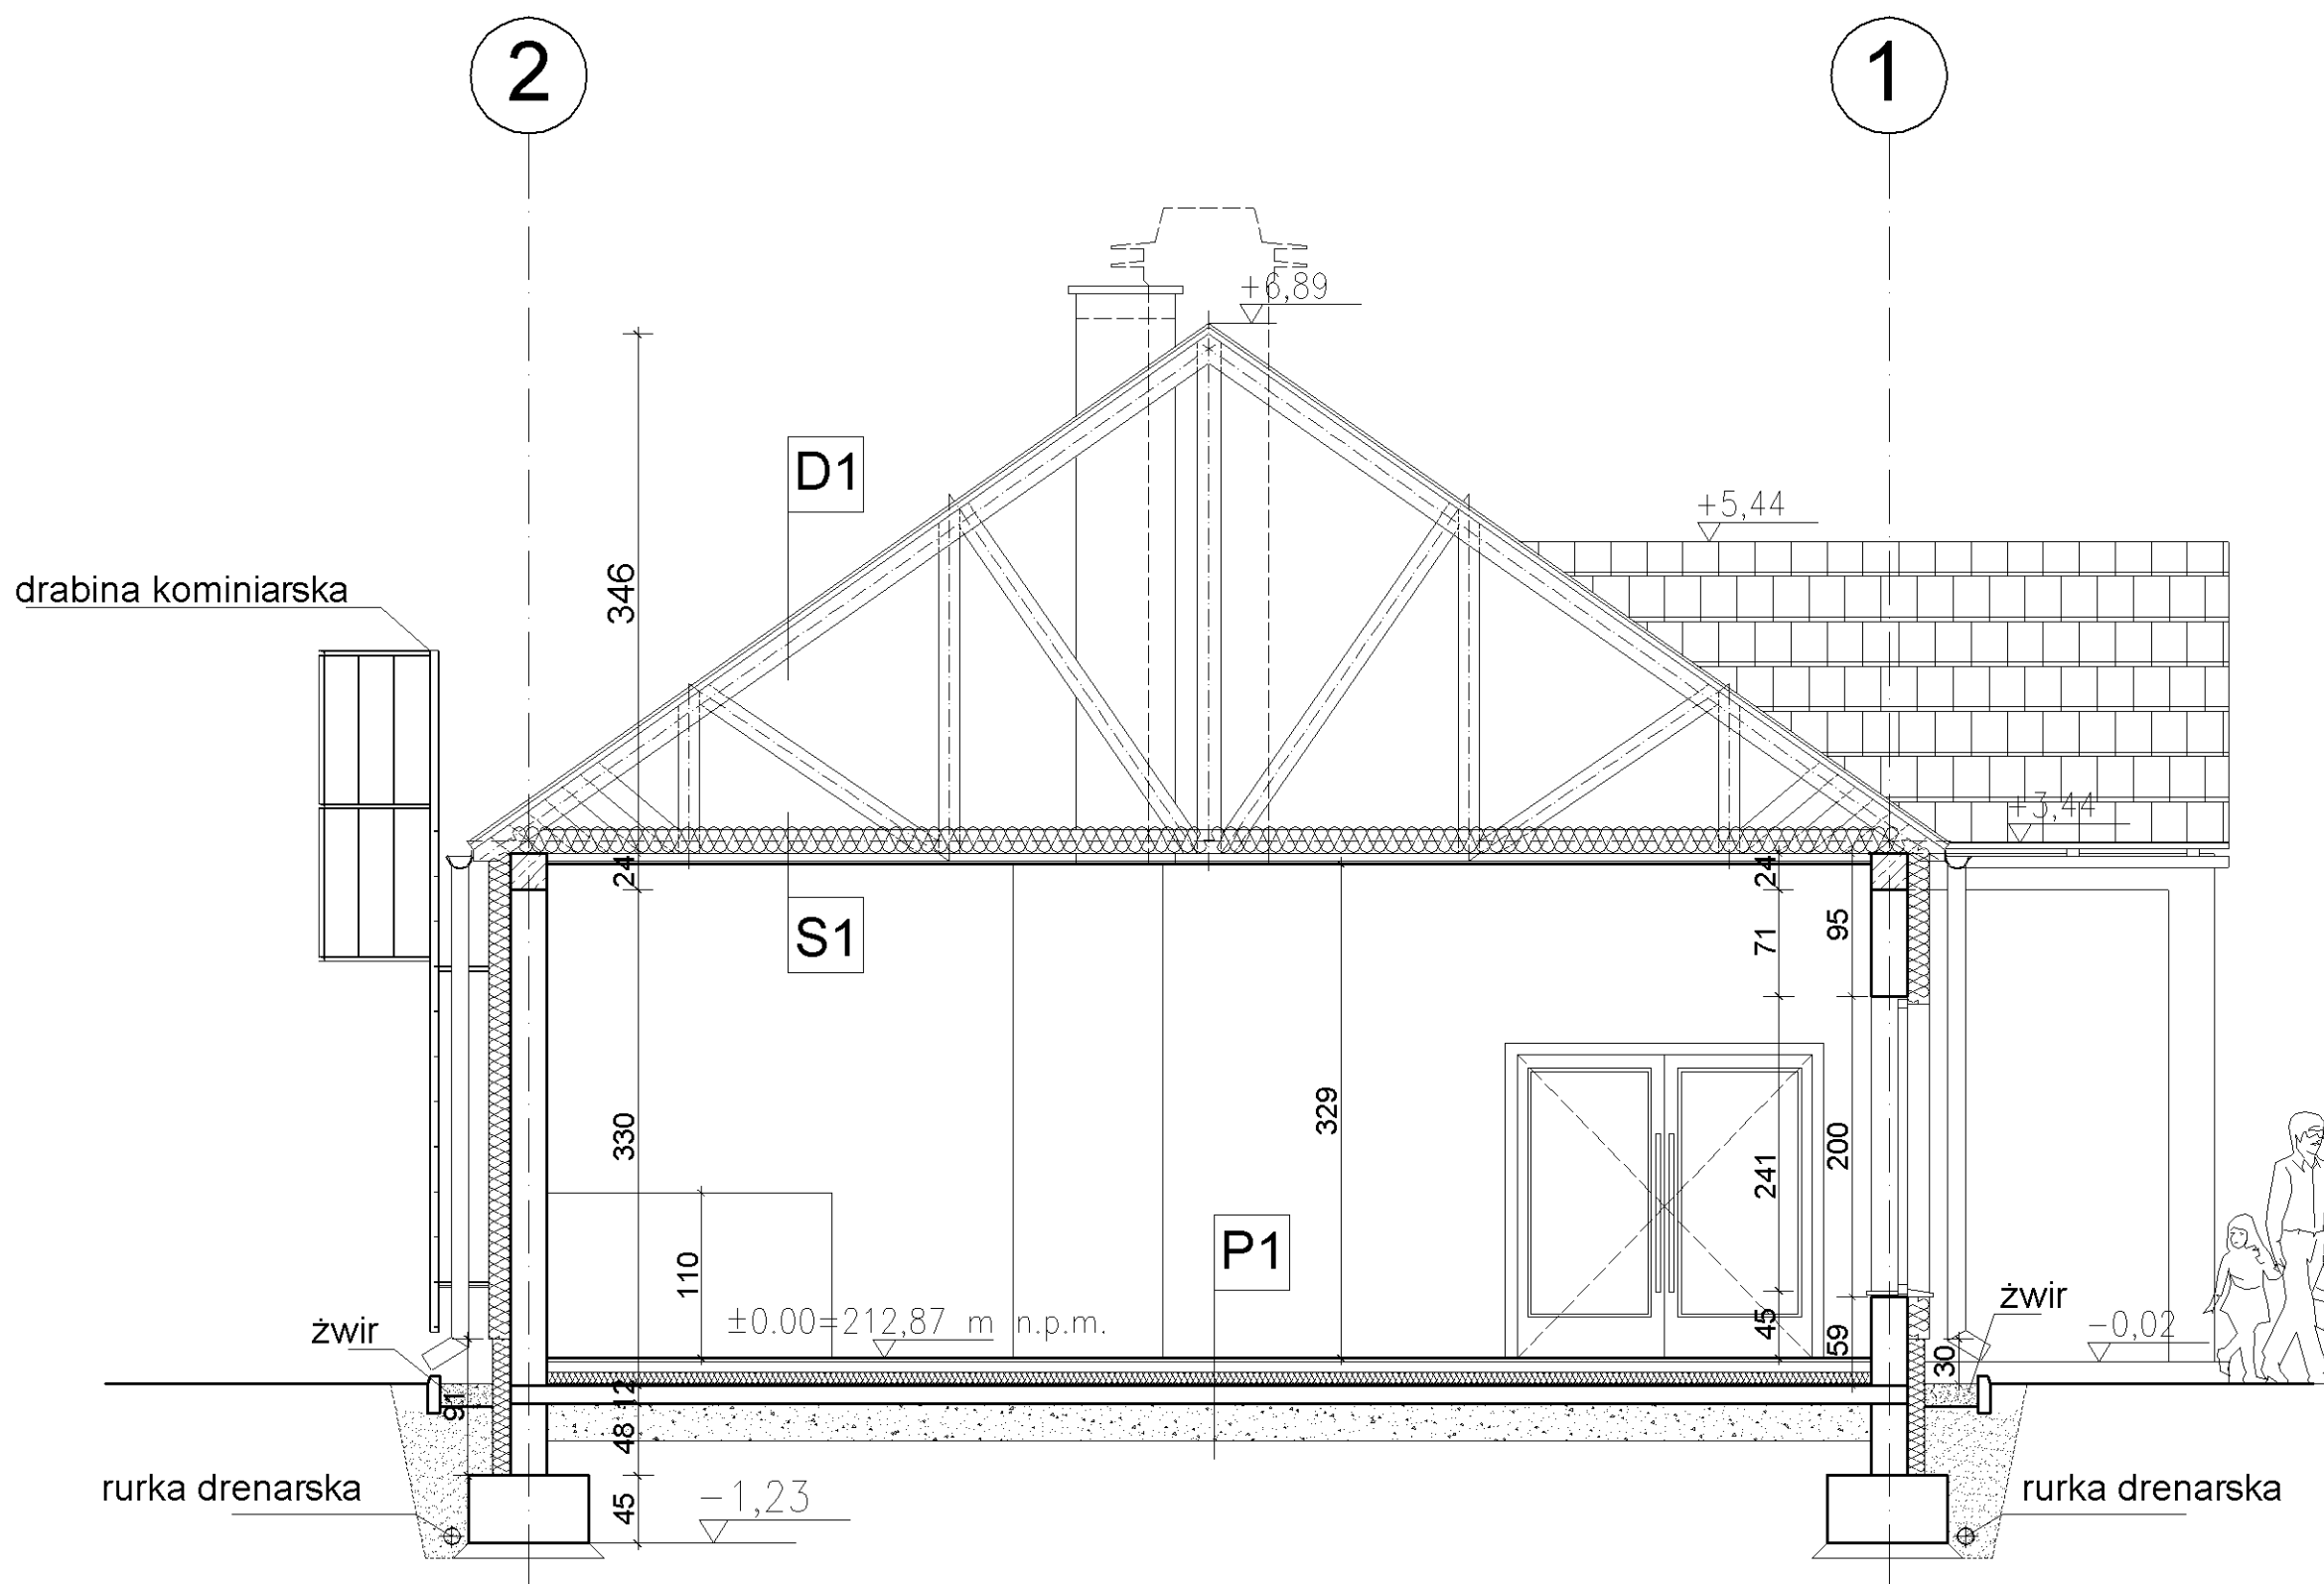 2
1
+6,89
D1
+5,44
346
drabina kominiarska
+3,44
24
24
S1
71
95
330
329
241
200
110
P1
±0.00=212,87 m n.p.m.
żwir
żwir
45
59
30
-0,02
91
12
48
rurka drenarska
45
-1,23
rurka drenarska